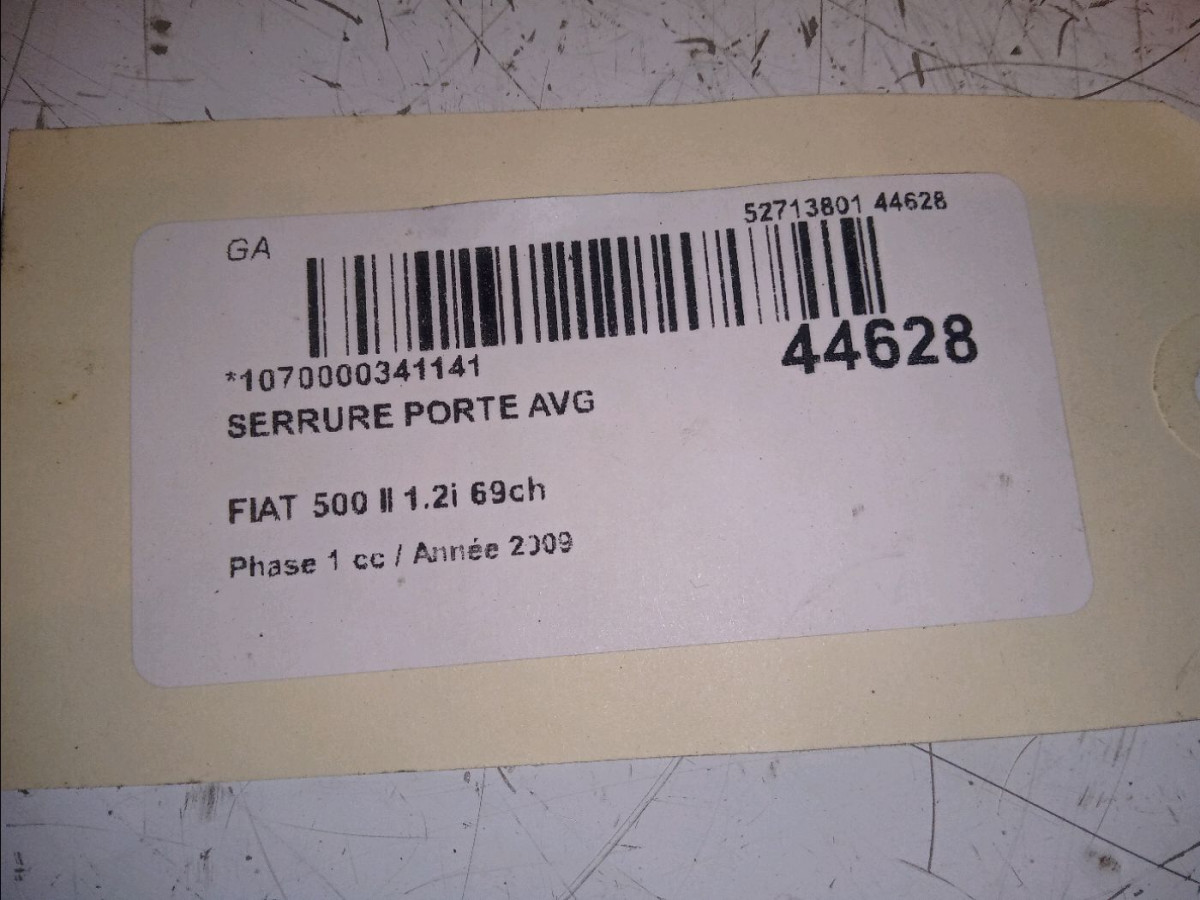 52713801 44628
GA
44628
*1070000341141
SERRURE PORTE AVG
FIAT 500 II 1.2i 69ch
Phase 1 cc / Année 2009